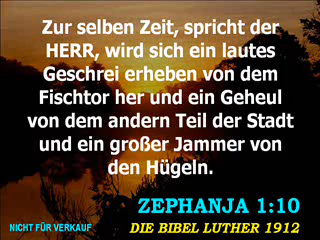 Zur selben Zeit, spricht der
HERR, wird sich ein lautes
Geschrei erheben von dem
Fischtor her und ein Geheul
von dem andern Teil der Stadt
und ein großer Jammer von
den Hügeln.
ZEPHANJA 1:10
NICHT FÜR VERKAUF
DIE BIBEL LUTHER 1912